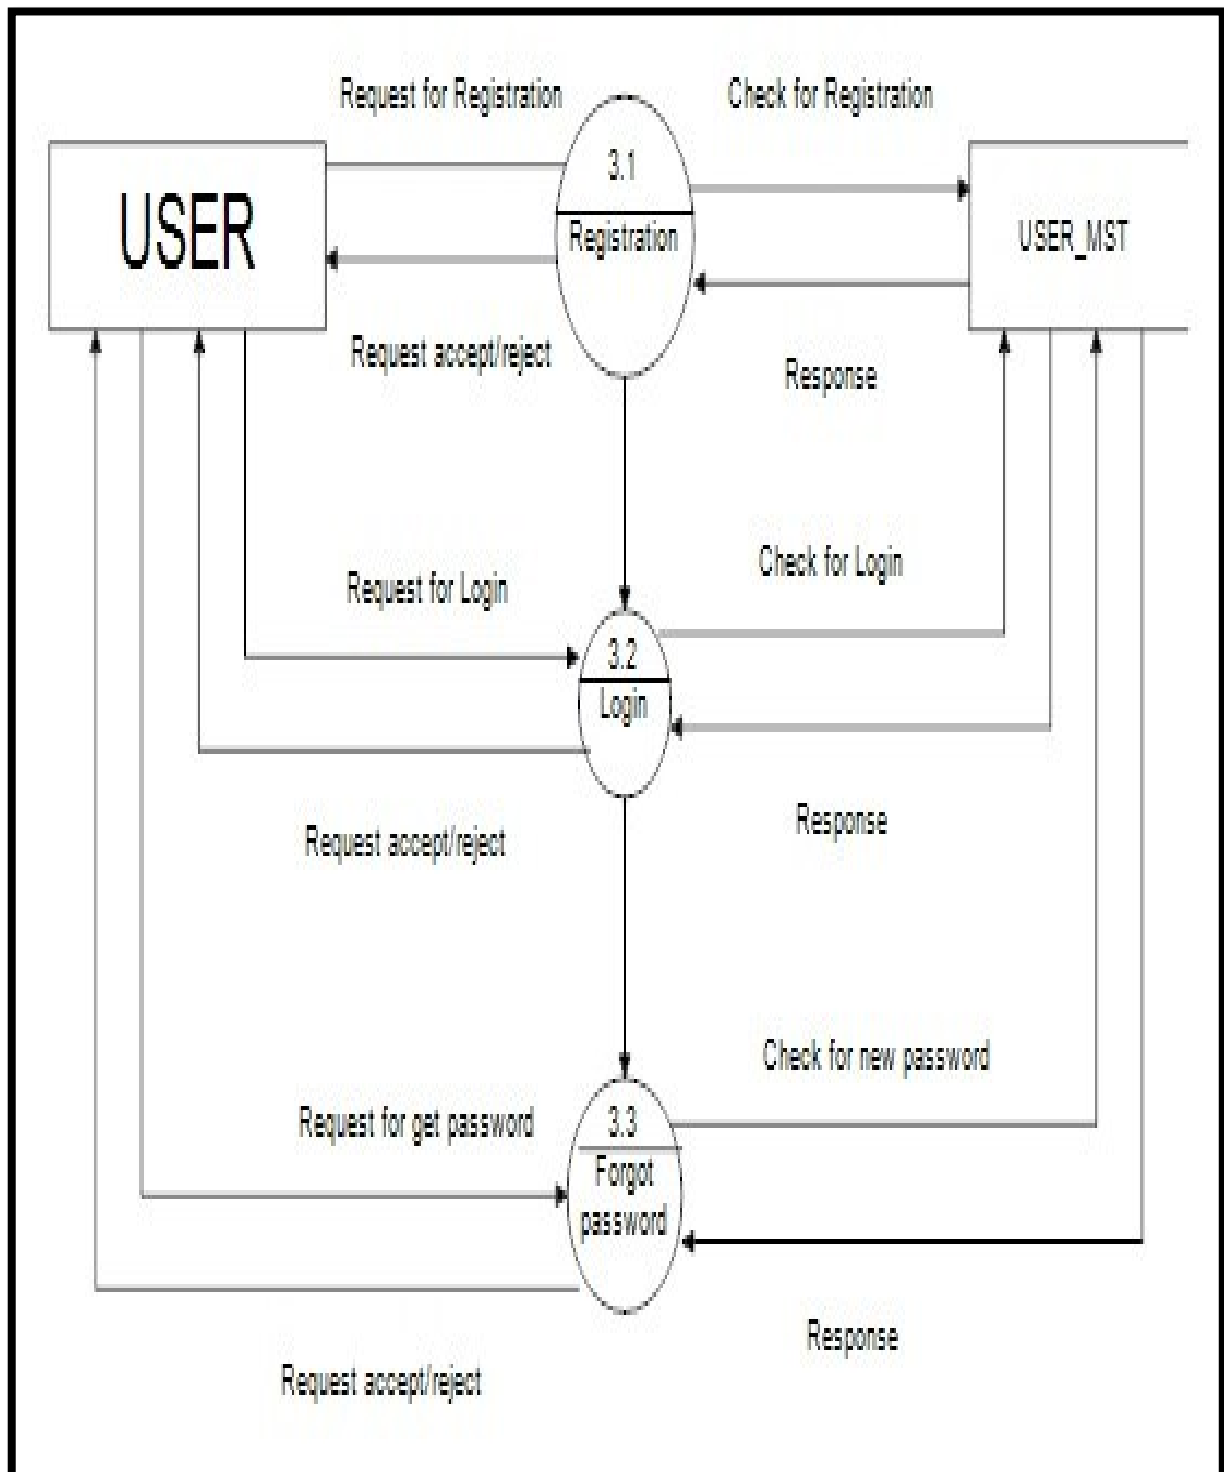 Request for Registration
Check for Registration
3.1
Registration
USER
USER_MST
Request accept/reject
Response
Request for Login
Check for Login
3.2
Login
Request accept/reject
Response
Check for new password
Request for get password
3.3
Forgot
password
Response
Request accept/reject